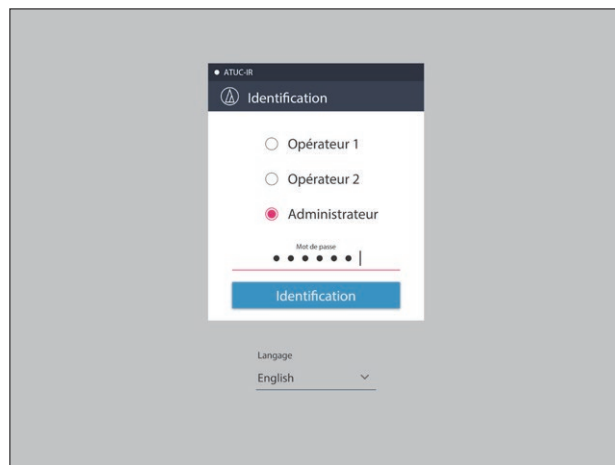 ATUC-IR
Identification
Opérateur 1
Opérateur 2
Administrateur
Mot de passe
Identification
Langage
English